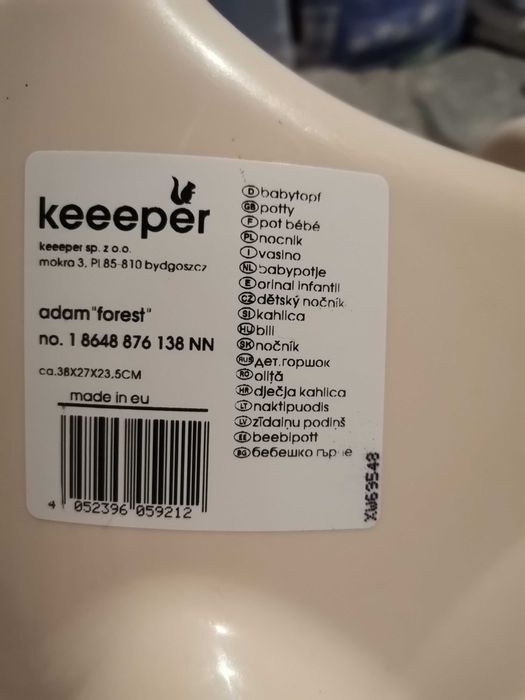 keeeper
keeeper sp. z o.o.
mokra 3, Pl 85-810 bydgoszcz
adam "forest"
no. 1 8648 876 138 NN
ca.38X27X23,5CM
made in eu
4 052396 059212
D babytopf
GB potty
F pot bébé
PL nocnik
I vasino
NL babypotje
E orinal infantil
CZ dětský nočník
SI kahlica
HU bili
SK nočník
RUS дет.горшок
RO oliță
HR dječja kahlica
LT naktipuodis
LV zīdaiņu podiņš
EE beebipott
BG бебешко гърне
XW69548